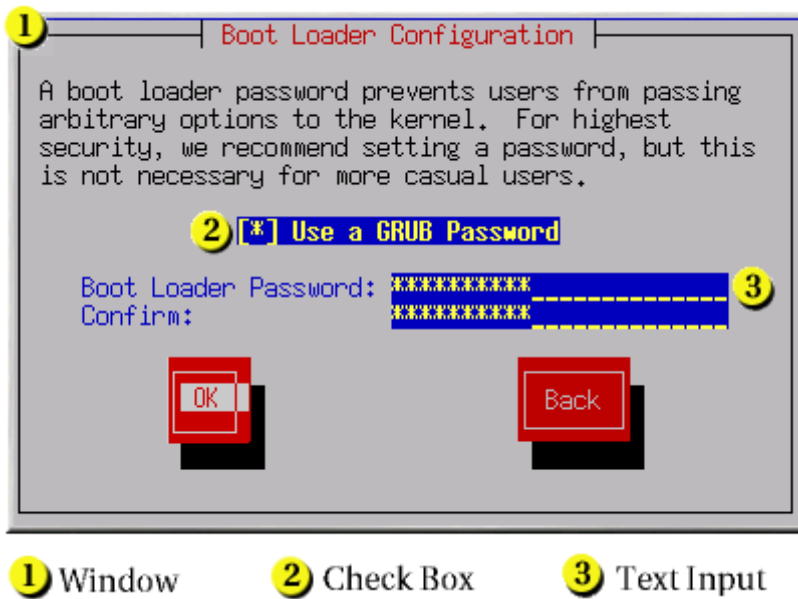 1 Boot Loader Configuration
A boot loader password prevents users from passing
arbitrary options to the kernel. For highest
security, we recommend setting a password, but this
is not necessary for more casual users.
2 [*] Use a GRUB Password
Boot Loader Password: **********______________ 3
Confirm: **********______________
OK Back
1 Window 2 Check Box 3 Text Input